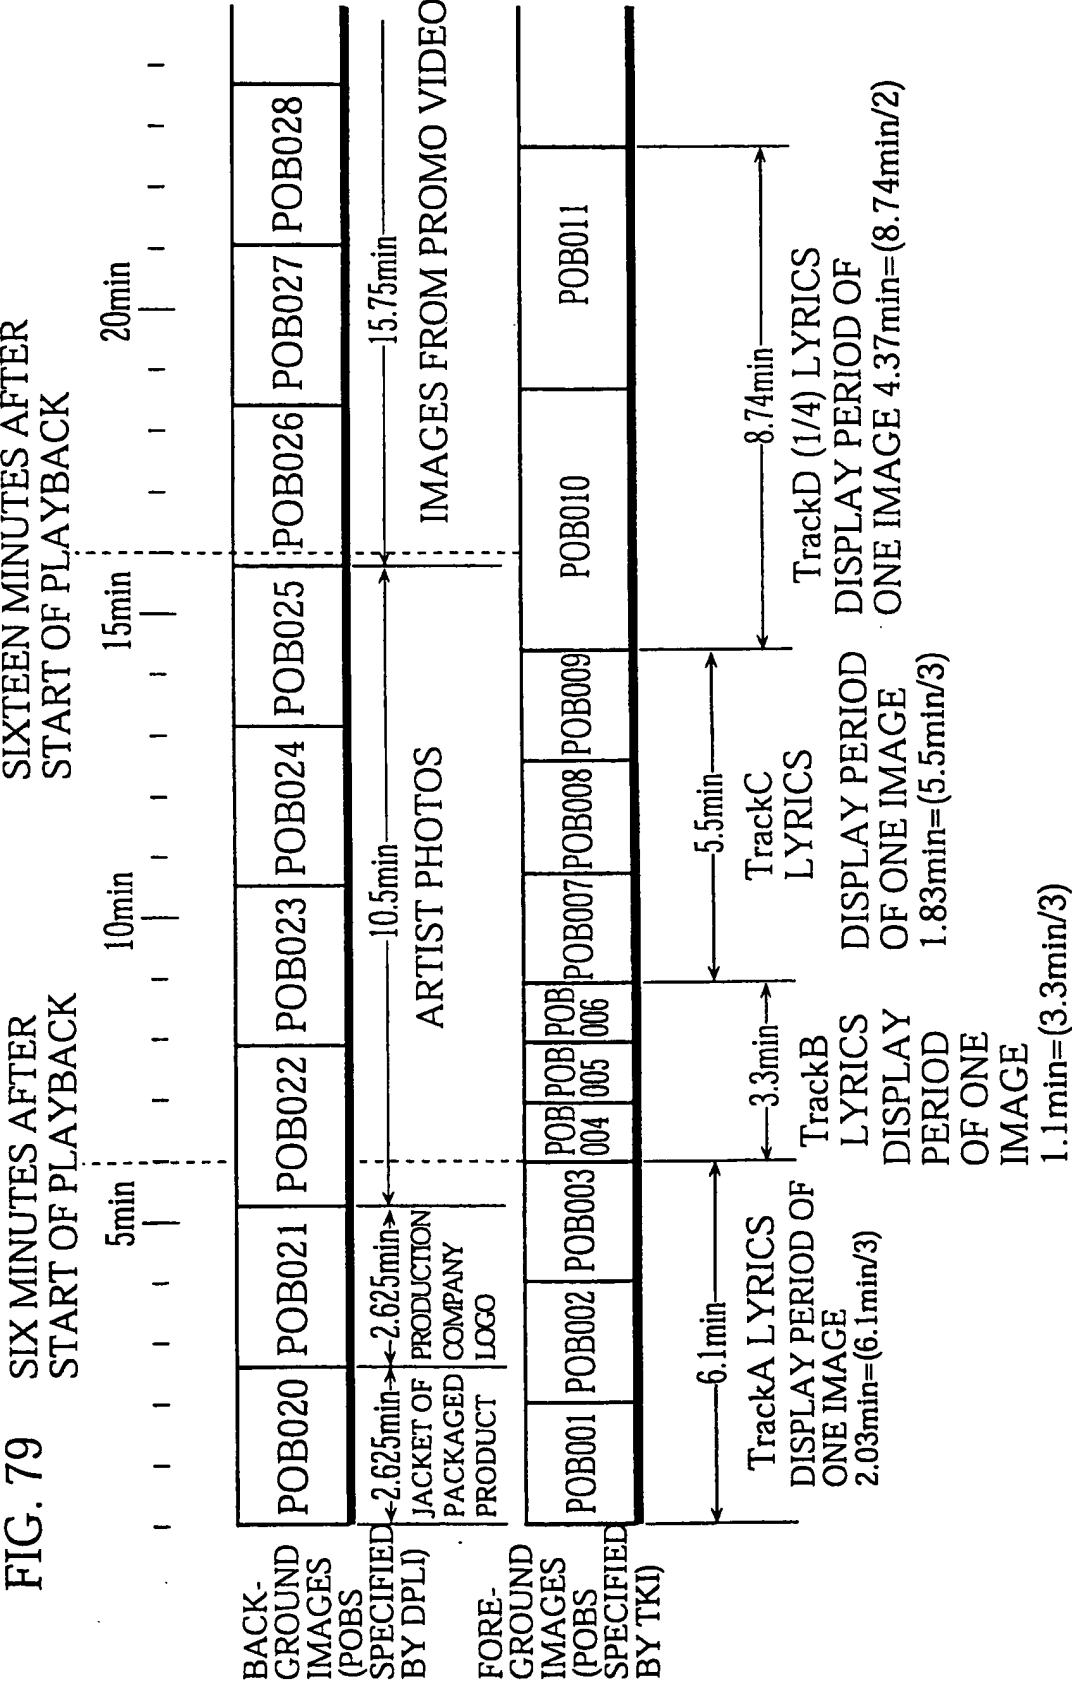 FIG. 79
SIX MINUTES AFTER
START OF PLAYBACK
SIXTEEN MINUTES AFTER
START OF PLAYBACK
5min
10min
15min
20min
BACK-
GROUND
IMAGES
(POBS
SPECIFIED
BY DPLI)
POB020
POB021
POB022
POB023
POB024
POB025
POB026
POB027
POB028
2.625min
JACKET OF
PACKAGED
PRODUCT
2.625min
PRODUCTION
COMPANY
LOGO
10.5min
ARTIST PHOTOS
15.75min
IMAGES FROM PROMO VIDEO
FORE-
GROUND
IMAGES
(POBS
SPECIFIED
BY TKI)
POB001
POB002
POB003
POB
004
POB
005
POB
006
POB007
POB008
POB009
POB010
POB011
6.1min
TrackA LYRICS
DISPLAY PERIOD OF
ONE IMAGE
2.03min=(6.1min/3)
3.3min
TrackB
LYRICS
DISPLAY
PERIOD
OF ONE
IMAGE
1.1min=(3.3min/3)
5.5min
TrackC
LYRICS
DISPLAY PERIOD
OF ONE IMAGE
1.83min=(5.5min/3)
8.74min
TrackD (1/4) LYRICS
DISPLAY PERIOD OF
ONE IMAGE 4.37min=(8.74min/2)